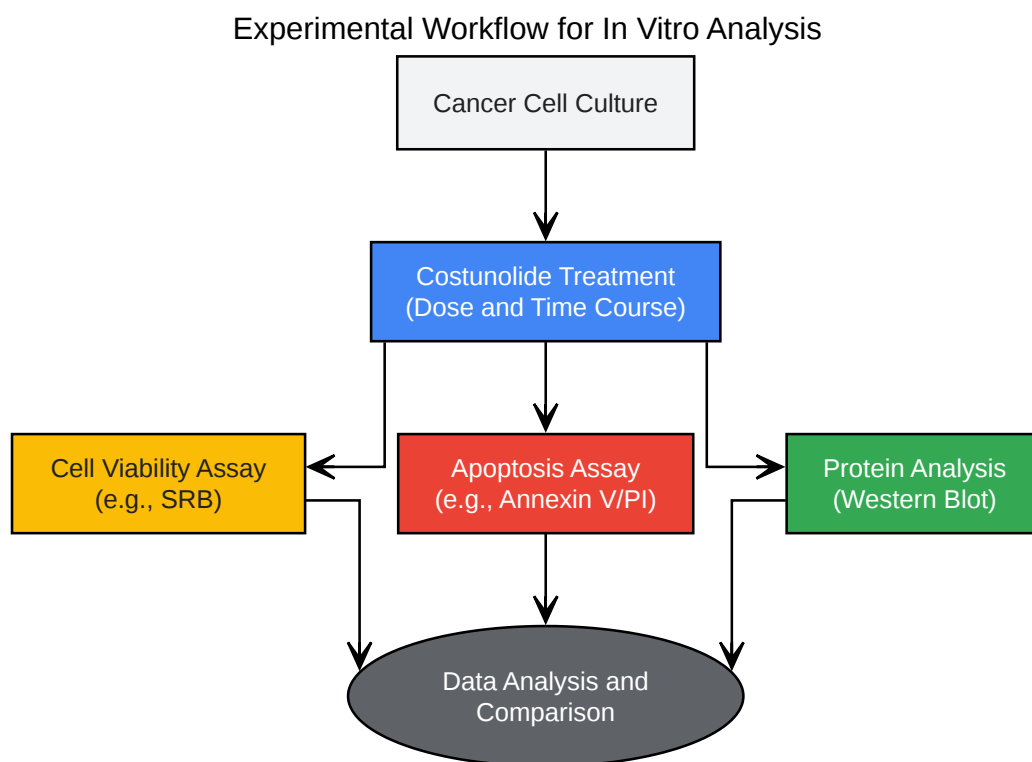 Experimental Workflow for In Vitro Analysis
Cancer Cell Culture
Costunolide Treatment
(Dose and Time Course)
Cell Viability Assay
(e.g., SRB)
Apoptosis Assay
(e.g., Annexin V/PI)
Protein Analysis
(Western Blot)
Data Analysis and
Comparison